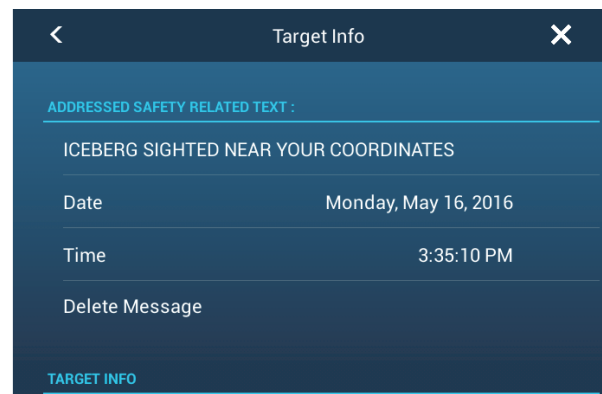 Target Info
ADDRESSED SAFETY RELATED TEXT :
ICEBERG SIGHTED NEAR YOUR COORDINATES
Date Monday, May 16, 2016
Time 3:35:10 PM
Delete Message
TARGET INFO